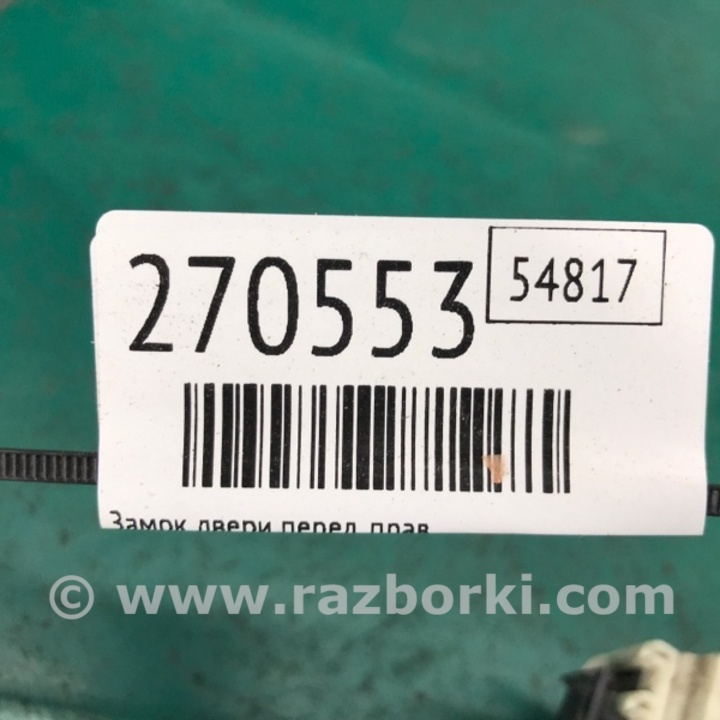 270553
54817
Замок двери перед прав
© www.razborki.com